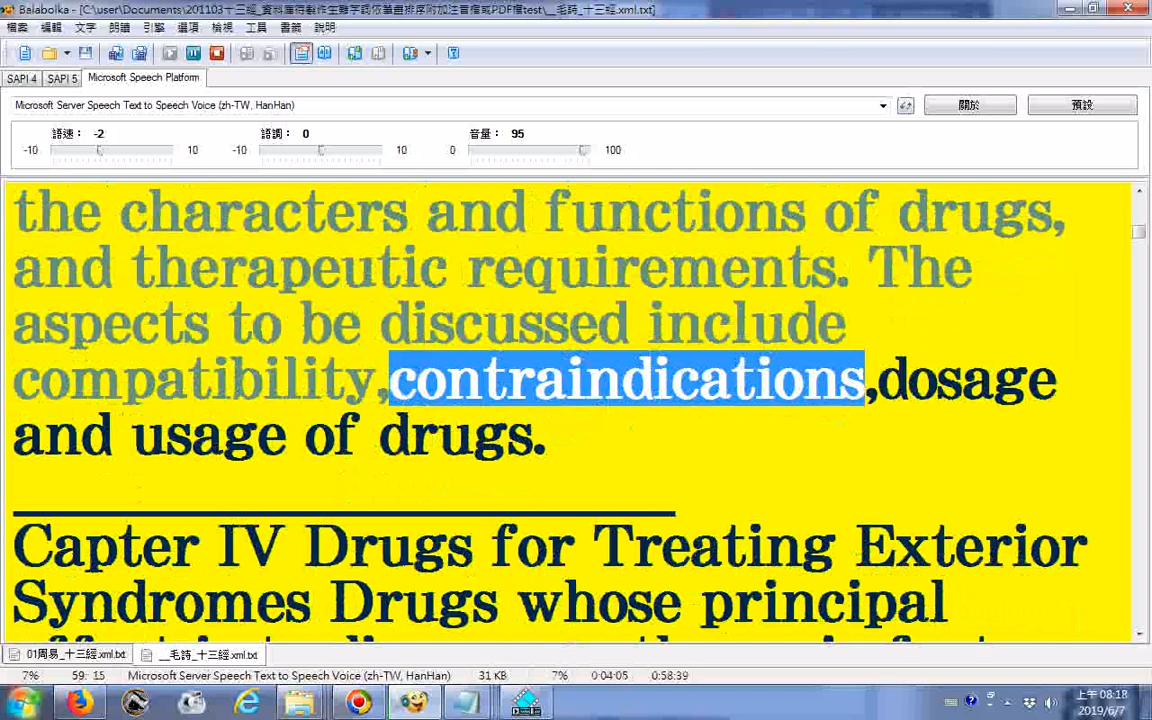 Balabolka - [C:\user\Documents\201103十三經_資料庫待製作生難字詞依筆畫排序附加注音檔或PDF檔test\__毛詩_十三經.xml.txt]
檔案 編輯 文字 朗讀 引擎 選項 檢視 工具 書籤 說明
SAPI 4 SAPI 5 Microsoft Speech Platform
Microsoft Server Speech Text to Speech Voice (zh-TW, HanHan) 關於 預設
語速： -2 語調： 0 音量： 95
-10 10 -10 10 0 100
the characters and functions of drugs,
and therapeutic requirements. The
aspects to be discussed include
compatibility,contraindications,dosage
and usage of drugs.
Capter IV Drugs for Treating Exterior
Syndromes Drugs whose principal
01周易_十三經.xml.txt __毛詩_十三經.xml.txt
7% 59: 15 Microsoft Server Speech Text to Speech Voice (zh-TW, HanHan) 31 KB 7% 0:04:05 0:58:39
上午 08:18
2019/6/7